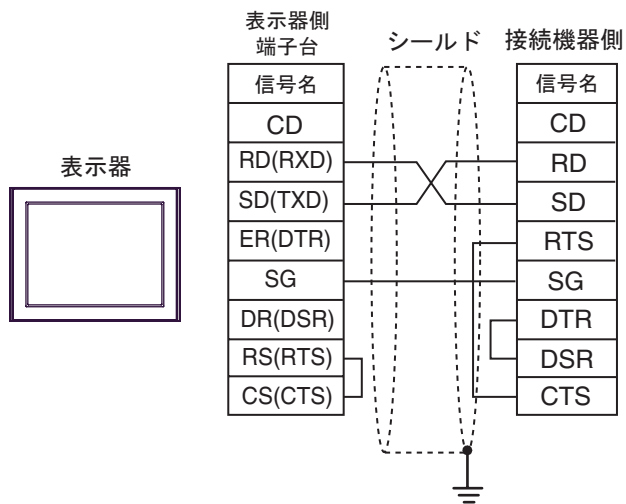 表示器側
端子台
シールド
接続機器側
表示器
信号名
CD
RD(RXD)
SD(TXD)
ER(DTR)
SG
DR(DSR)
RS(RTS)
CS(CTS)
信号名
CD
RD
SD
RTS
SG
DTR
DSR
CTS